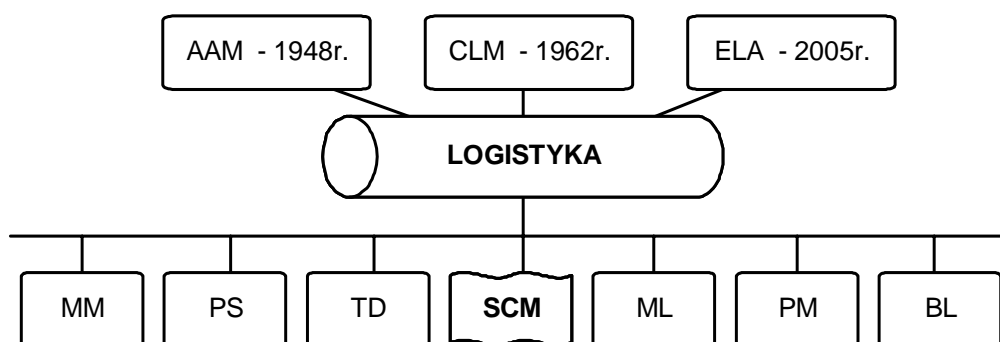 AAM - 1948r. CLM - 1962r. ELA - 2005r.
LOGISTYKA
MM PS TD SCM ML PM BL